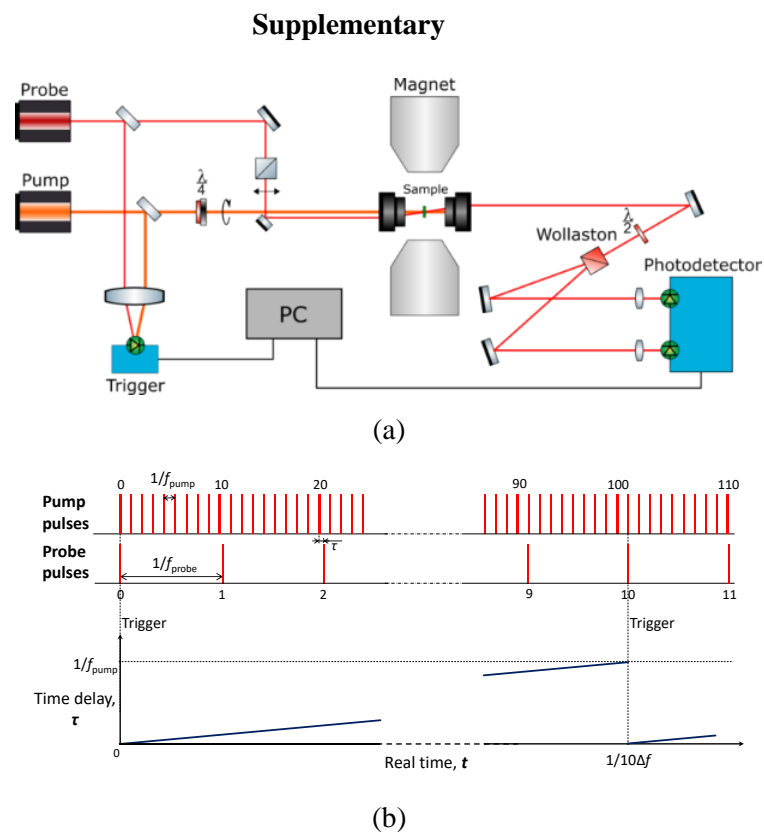 Supplementary
Probe
Magnet
Pump
λ/4
Sample
λ/2
Wollaston
Photodetector
PC
Trigger
(a)
0 10 20 90 100 110
1/fpump
Pump pulses
τ
Probe pulses
1/fprobe
0 1 2 9 10 11
Trigger Trigger
1/fpump
Time delay, τ
0
Real time, t
1/10Δf
(b)